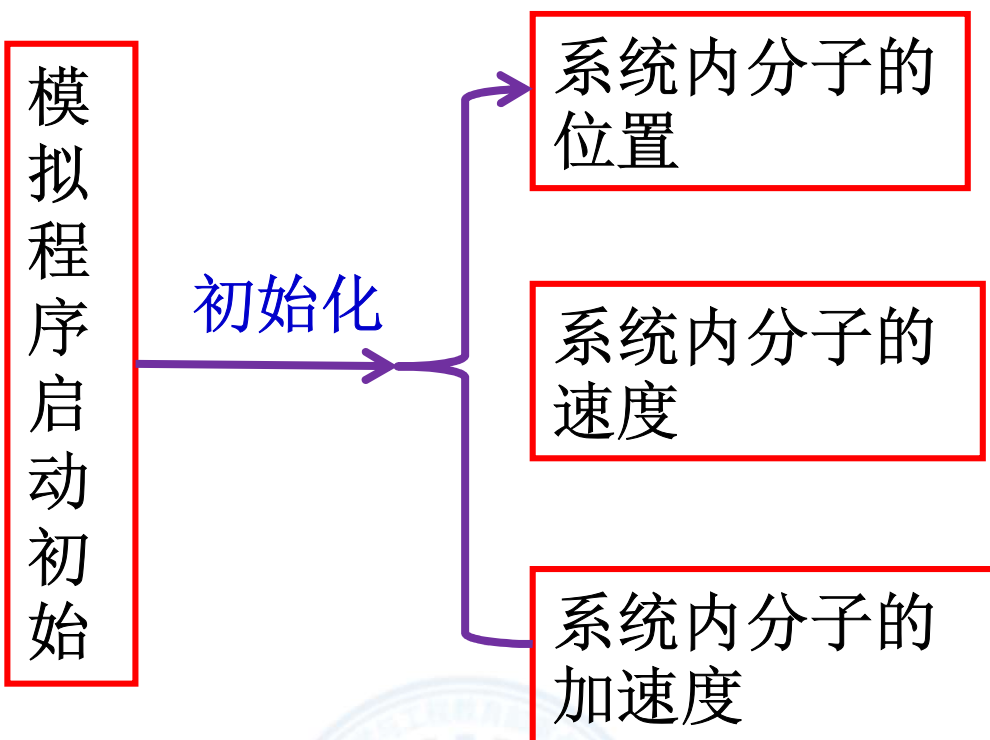 模拟程序启动初始
初始化
系统内分子的
位置
系统内分子的
速度
系统内分子的
加速度